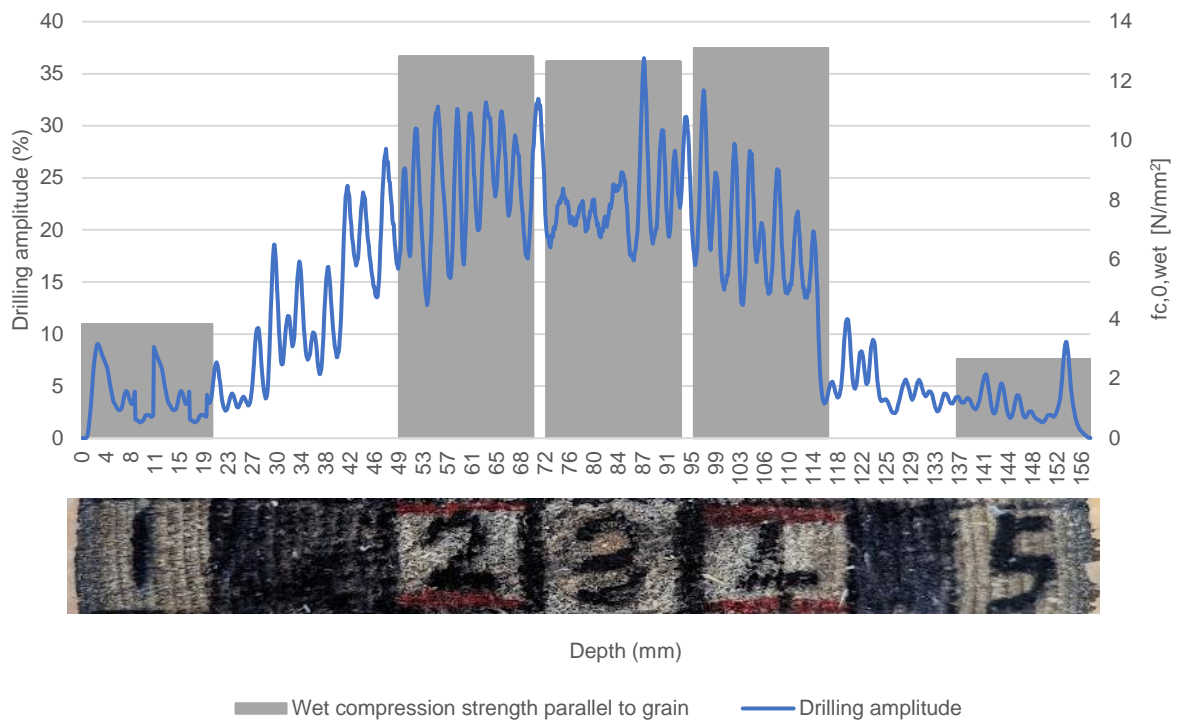 Drilling amplitude (%)
40
35
30
25
20
15
10
5
0
14
12
10
8
6
4
2
0
fc,0,wet [N/mm²]
0 4 8 11 15 19 23 27 30 34 38 42 46 49 53 57 61 65 68 72 76 80 84 87 91 95 99 103 106 110 114 118 122 125 129 133 137 141 144 148 152 156
1 2 3 4 5
Depth (mm)
Wet compression strength parallel to grain Drilling amplitude